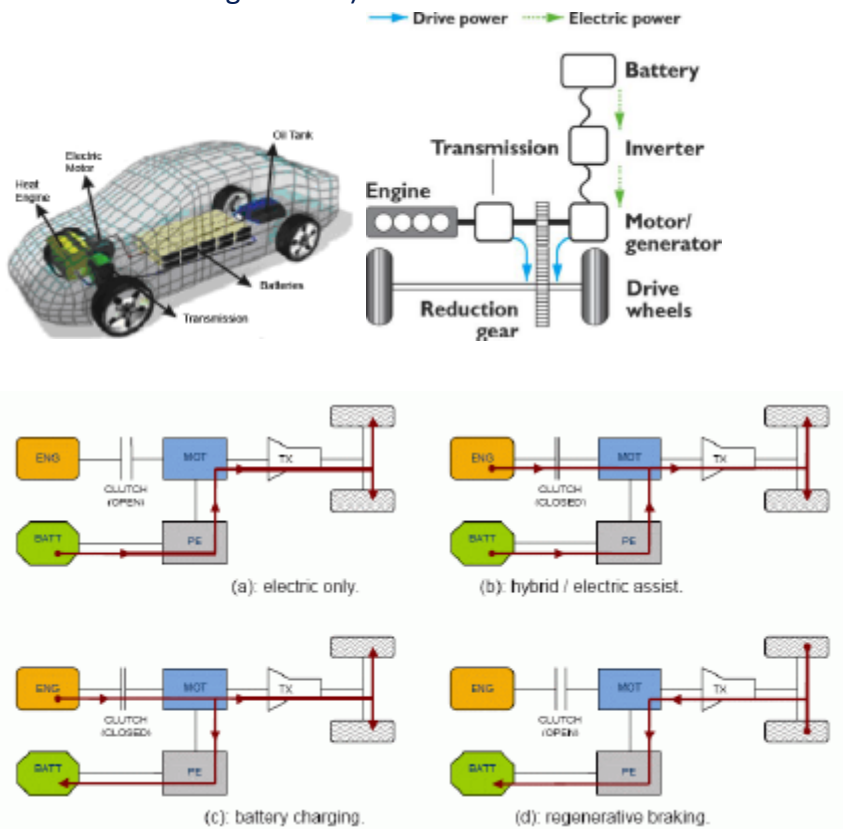 Drive power
Electric power
Battery
Oil Tank
Electric
Motor
Transmission
Inverter
Heat
Engine
Engine
Motor/
generator
Batteries
Transmission
Reduction
gear
Drive
wheels
ENG
MOT
TX
CLUTCH
(OPEN)
BATT
PE
(a): electric only.
ENG
MOT
TX
CLUTCH
(CLOSED)
BATT
PE
(b): hybrid / electric assist.
ENG
MOT
TX
CLUTCH
(CLOSED)
BATT
PE
(c): battery charging.
ENG
MOT
TX
CLUTCH
(OPEN)
BATT
PE
(d): regenerative braking.